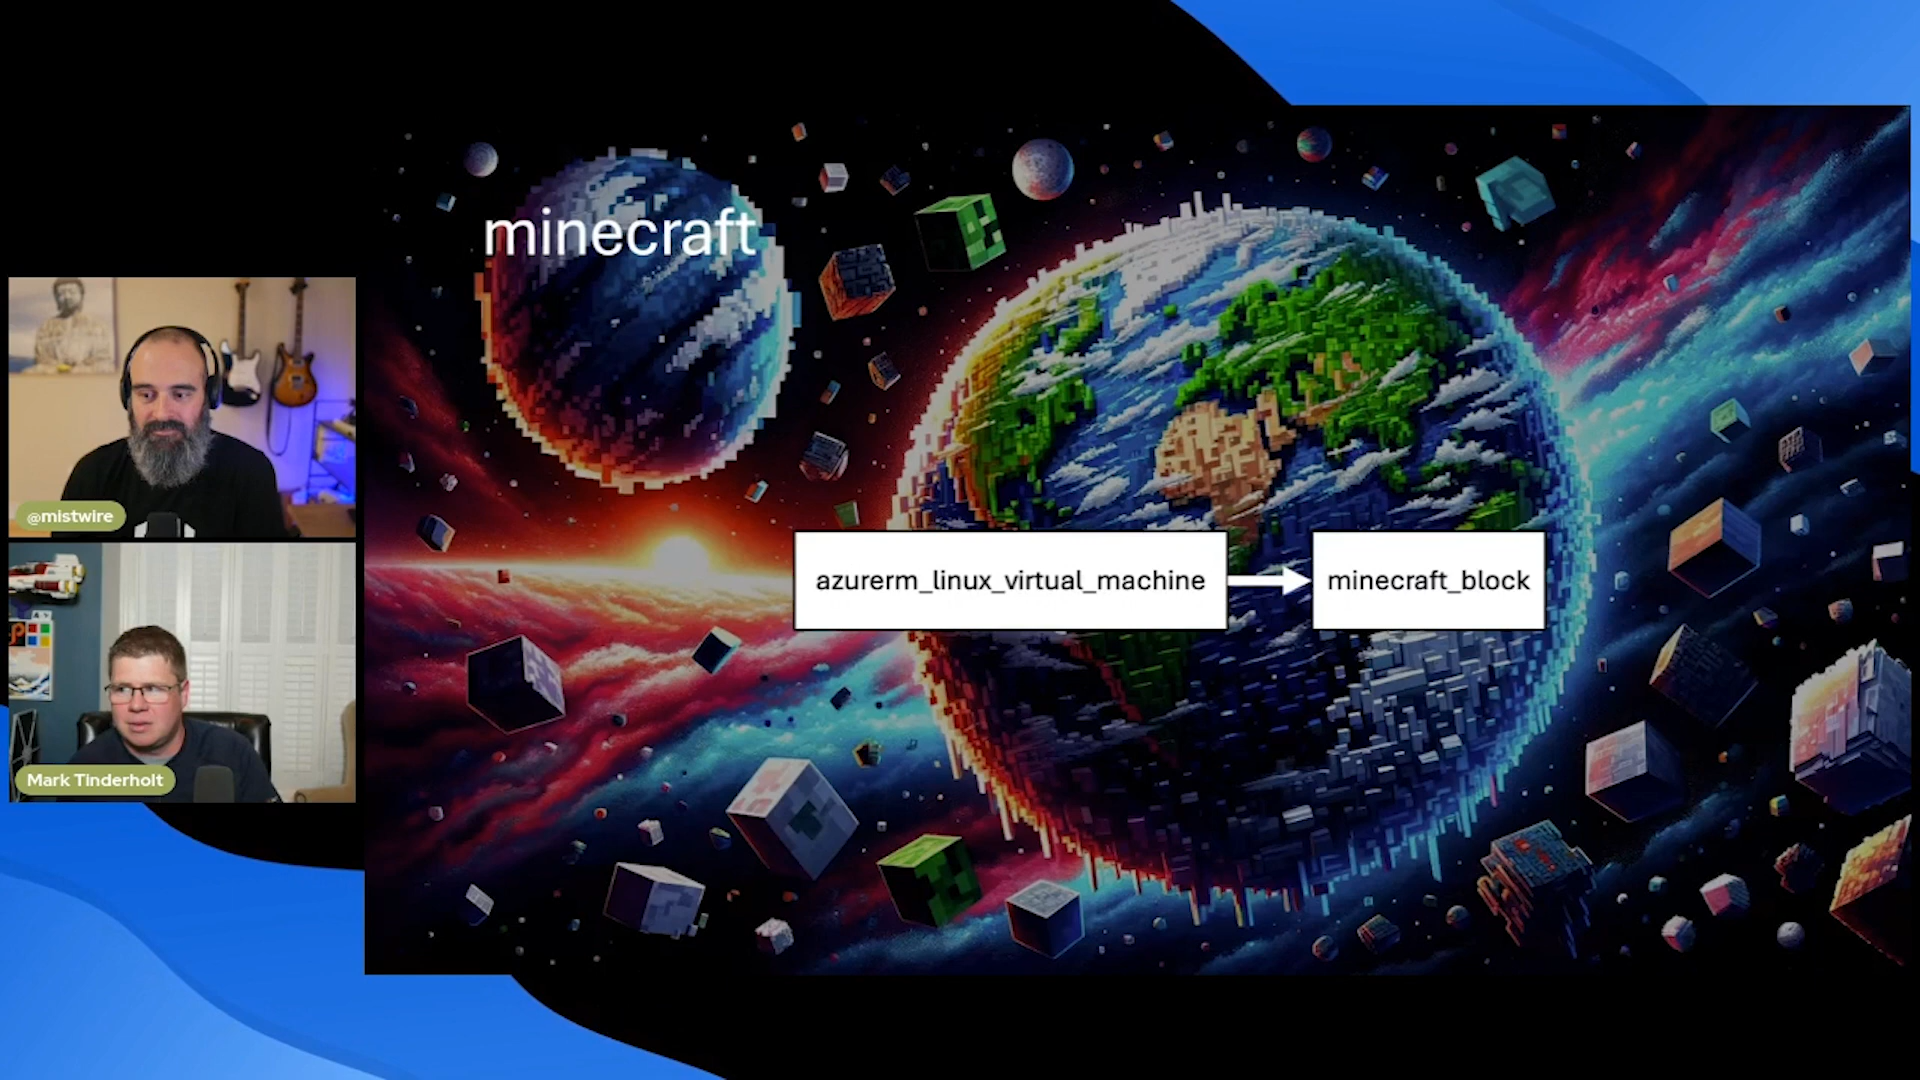 minecraft
azurerm_linux_virtual_machine
minecraft_block
@mistwire
Mark Tinderholt